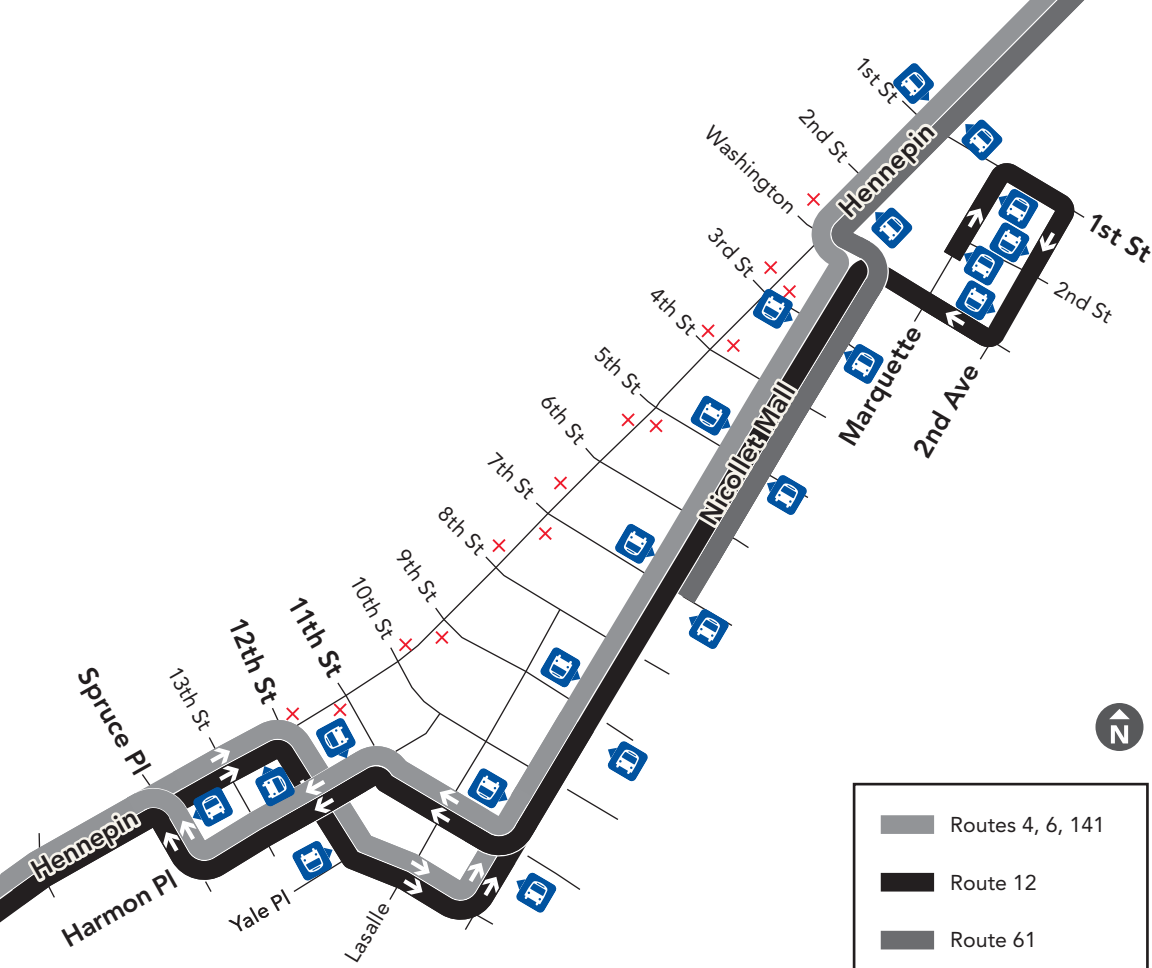 1st St
2nd St
Washington
Hennepin
3rd St
1st St
2nd St
4th St
Marquette
2nd Ave
5th St
Nicollet Mall
6th St
7th St
8th St
9th St
10th St
11th St
12th St
13th St
Spruce Pl
Hennepin
Harmon Pl
Yale Pl
Lasalle
N
Routes 4, 6, 141
Route 12
Route 61